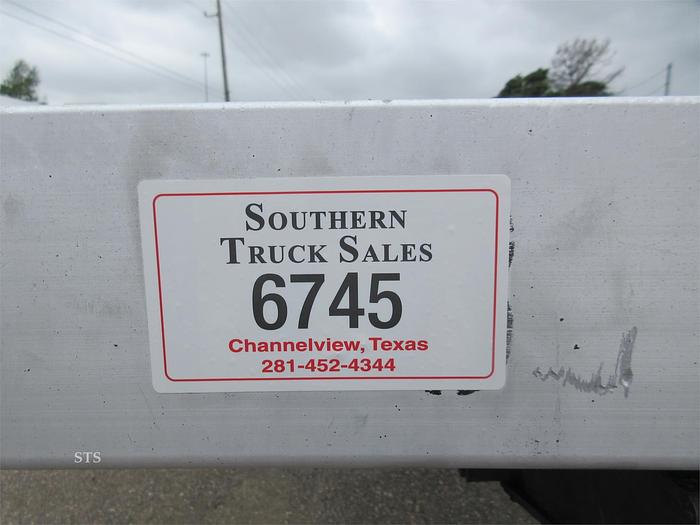 SOUTHERN
TRUCK SALES
6745
Channelview, Texas
281-452-4344
STS